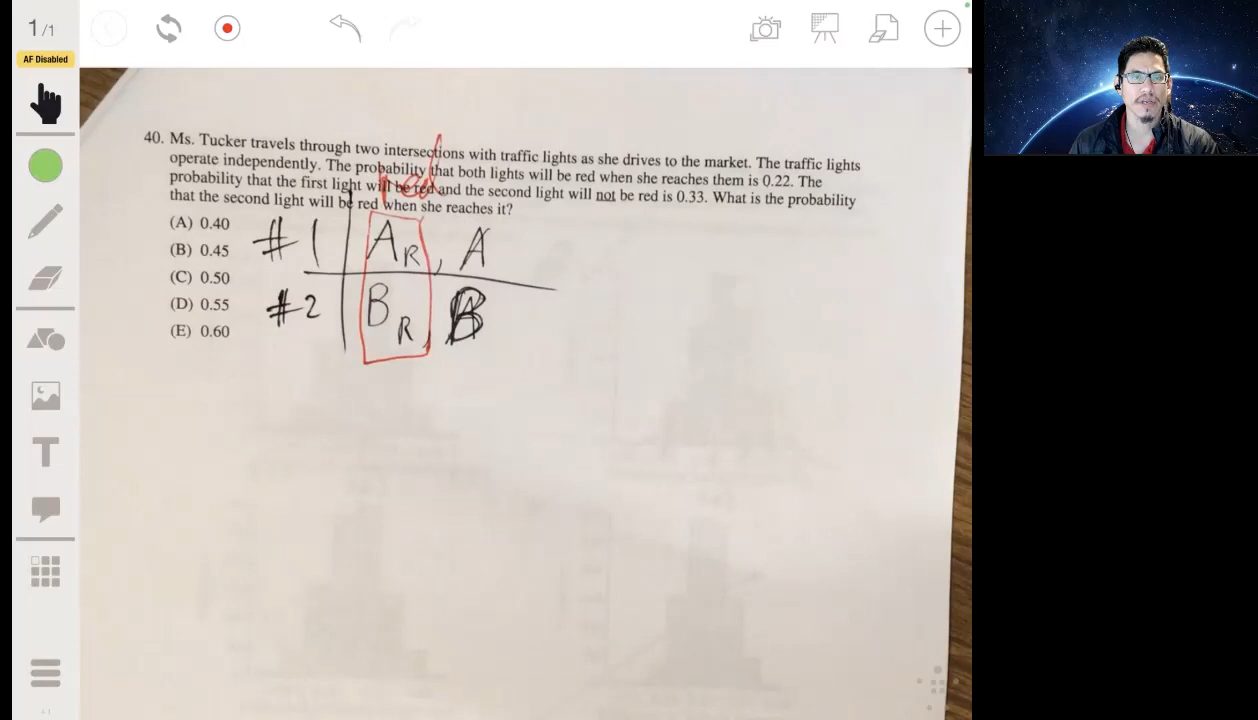 1/1
AF Disabled
40. Ms. Tucker travels through two intersections with traffic lights as she drives to the market. The traffic lights
operate independently. The probability that both lights will be red when she reaches them is 0.22. The
probability that the first light will be red and the second light will not be red is 0.33. What is the probability
that the second light will be red when she reaches it?
red
(A) 0.40
(B) 0.45
(C) 0.50
(D) 0.55
(E) 0.60
#1 A R, A
#2 B R, B
T